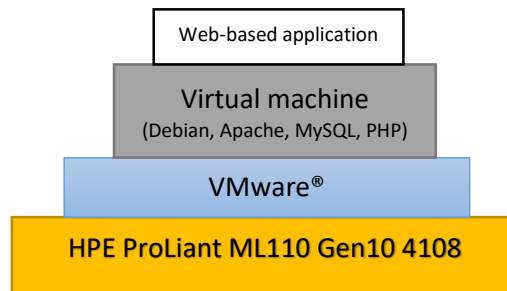 Web-based application
Virtual machine
(Debian, Apache, MySQL, PHP)
VMware®
HPE ProLiant ML110 Gen10 4108